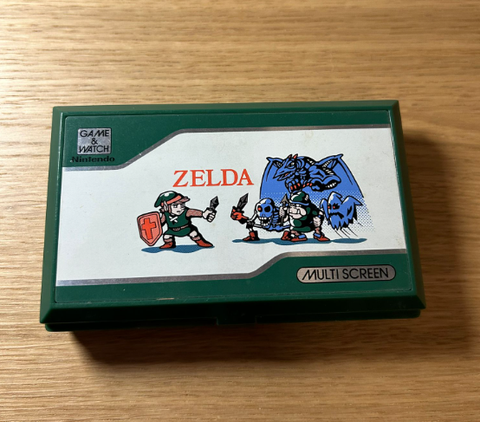 GAME
&
WATCH
Nintendo
ZELDA
MULTI SCREEN